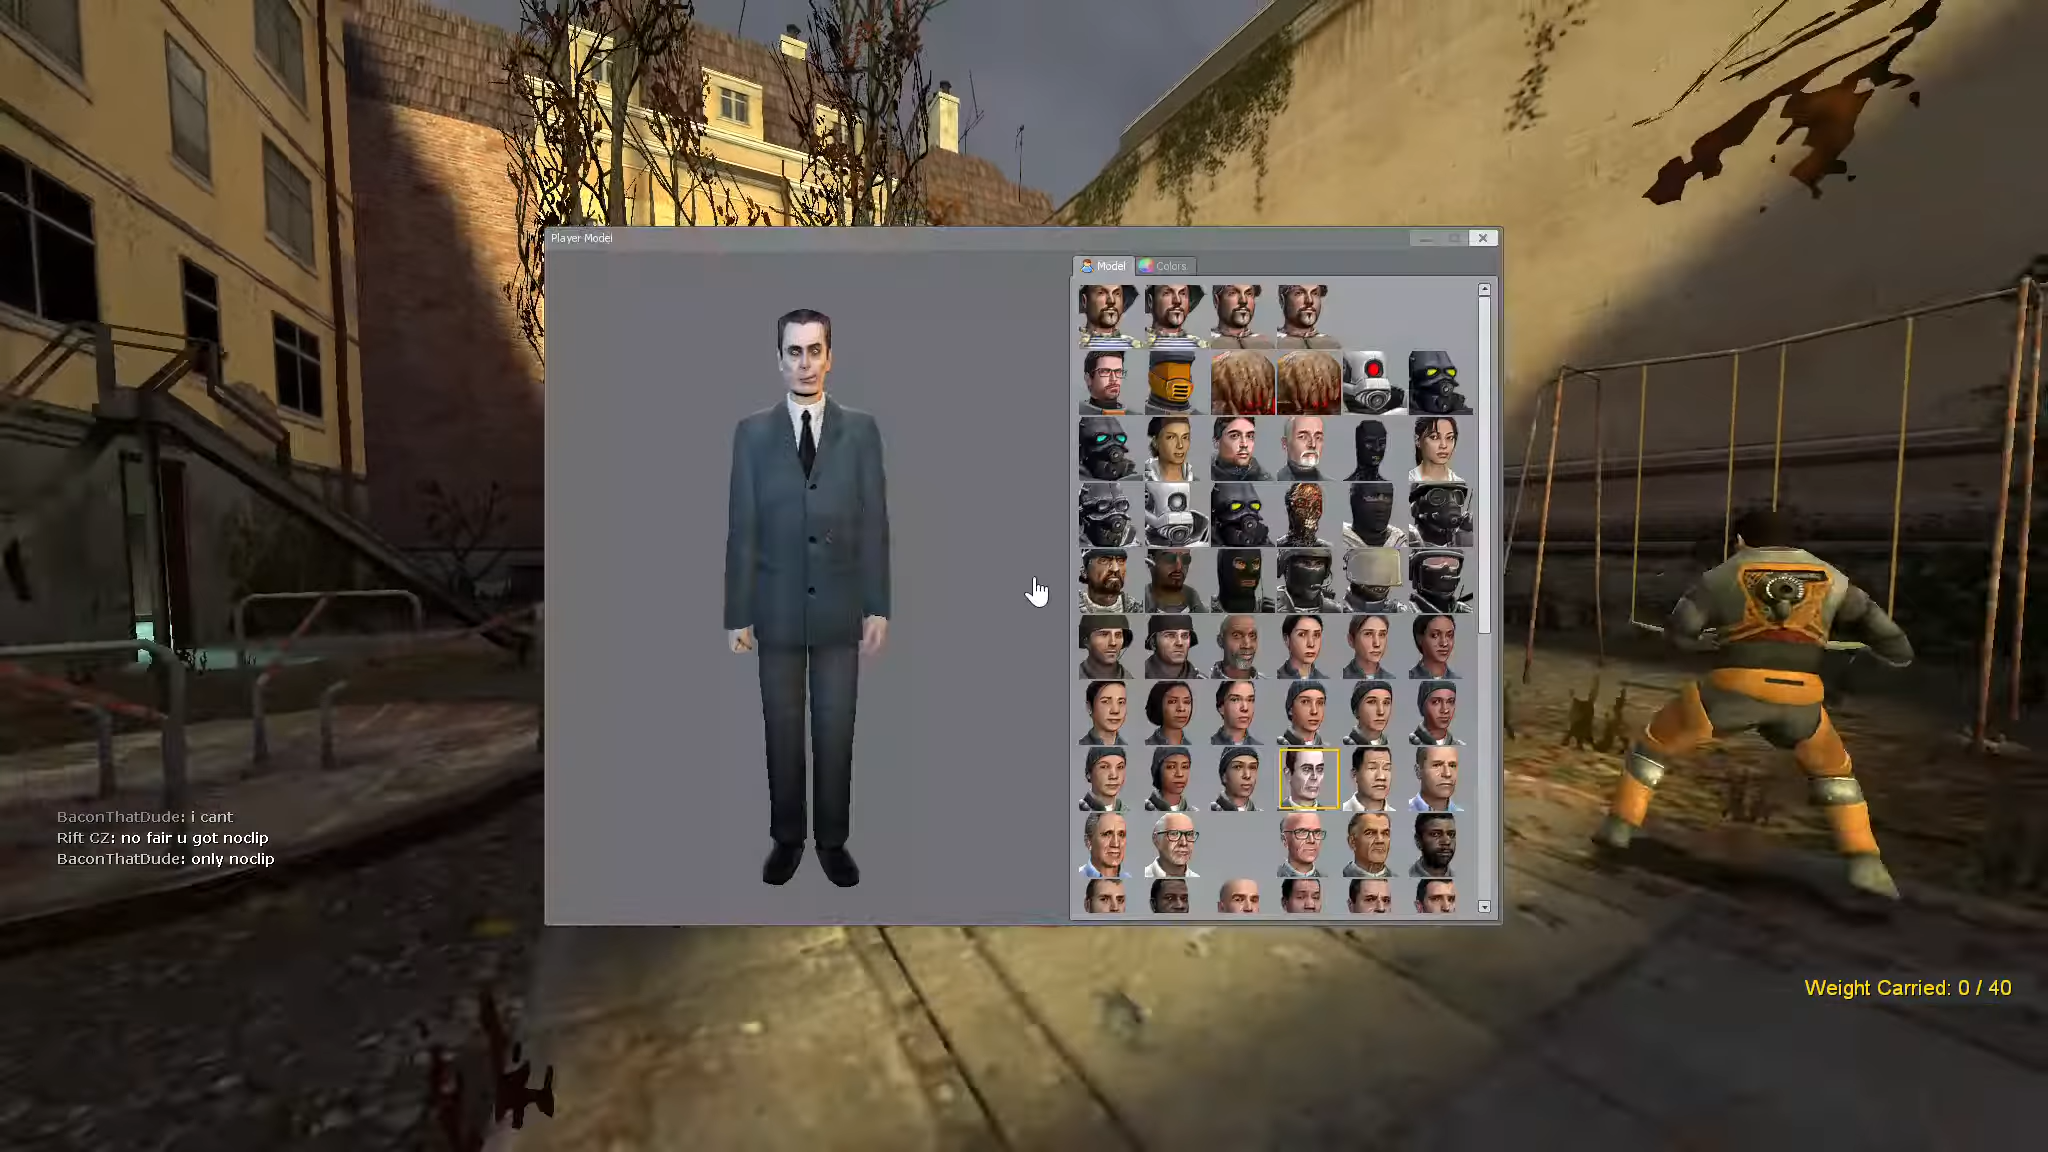 Player Model
Model
Colors
BaconThatDude: i cant
Rift CZ: no fair u got noclip
BaconThatDude: only noclip
Weight Carried: 0 / 40